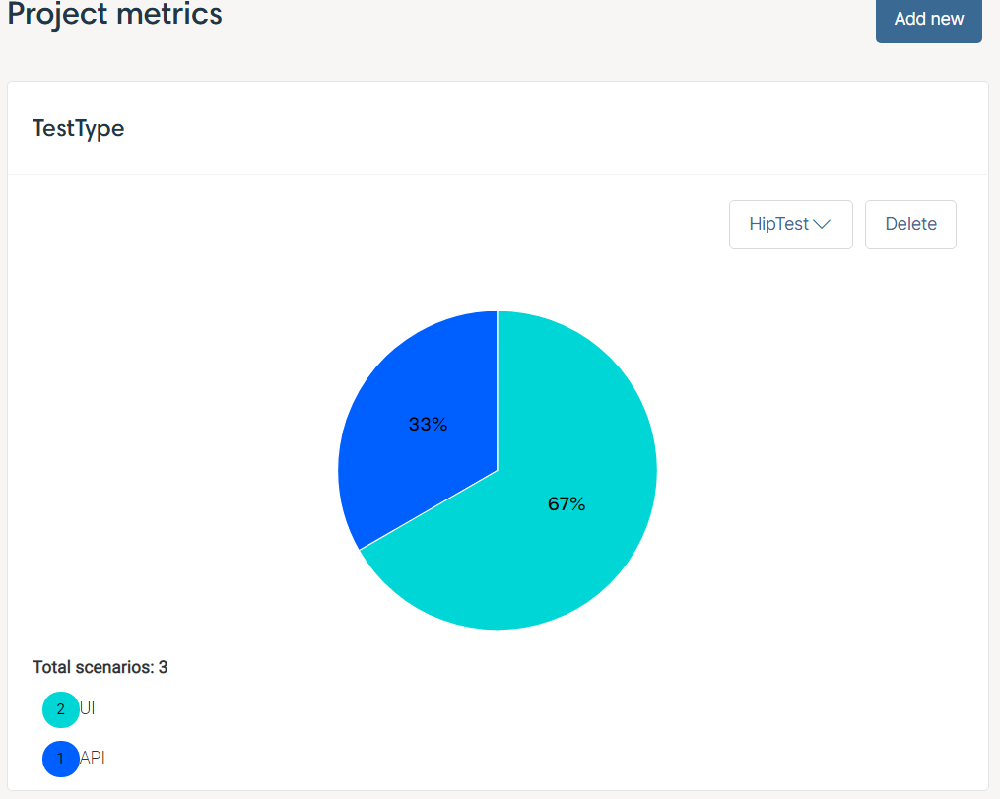 Project metrics
Add new
TestType
HipTest
Delete
33%
67%
Total scenarios: 3
2 UI
1 API